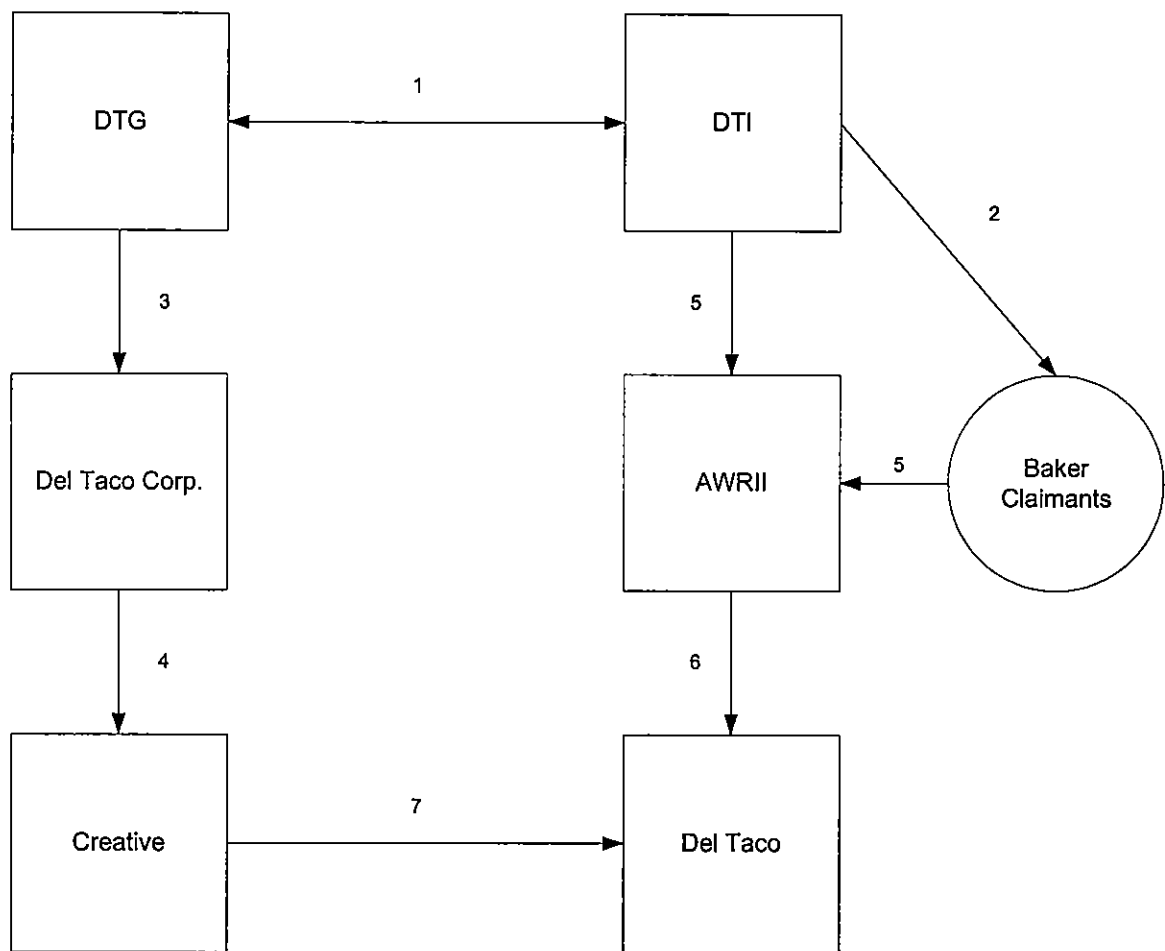 1
DTG
DTI
2
3
5
Del Taco Corp.
AWRII
5
Baker
Claimants
4
6
7
Creative
Del Taco